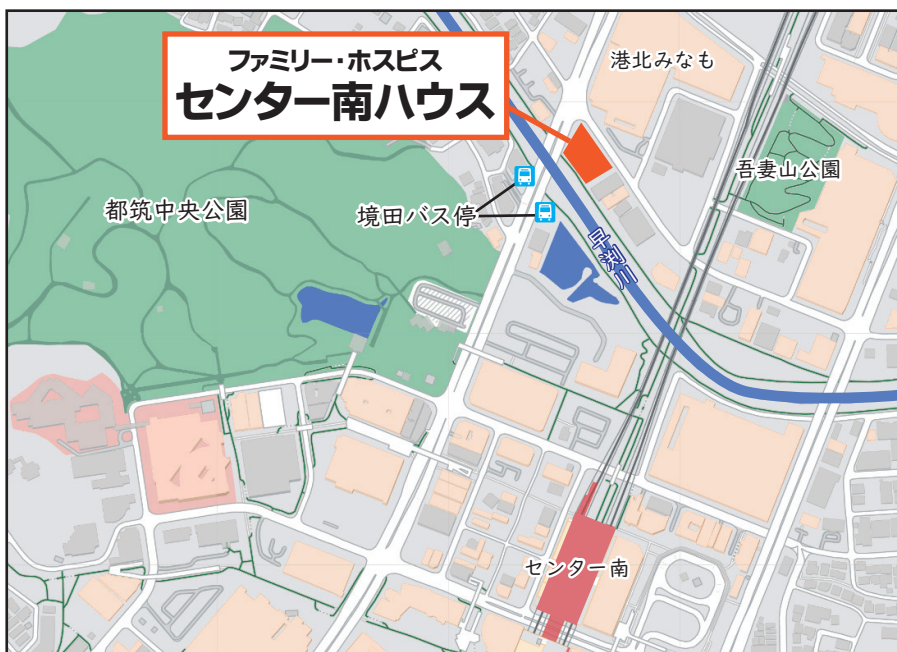 ファミリー・ホスピス
センター南ハウス
港北みなも
吾妻山公園
都筑中央公園
境田バス停
早渕川
センター南